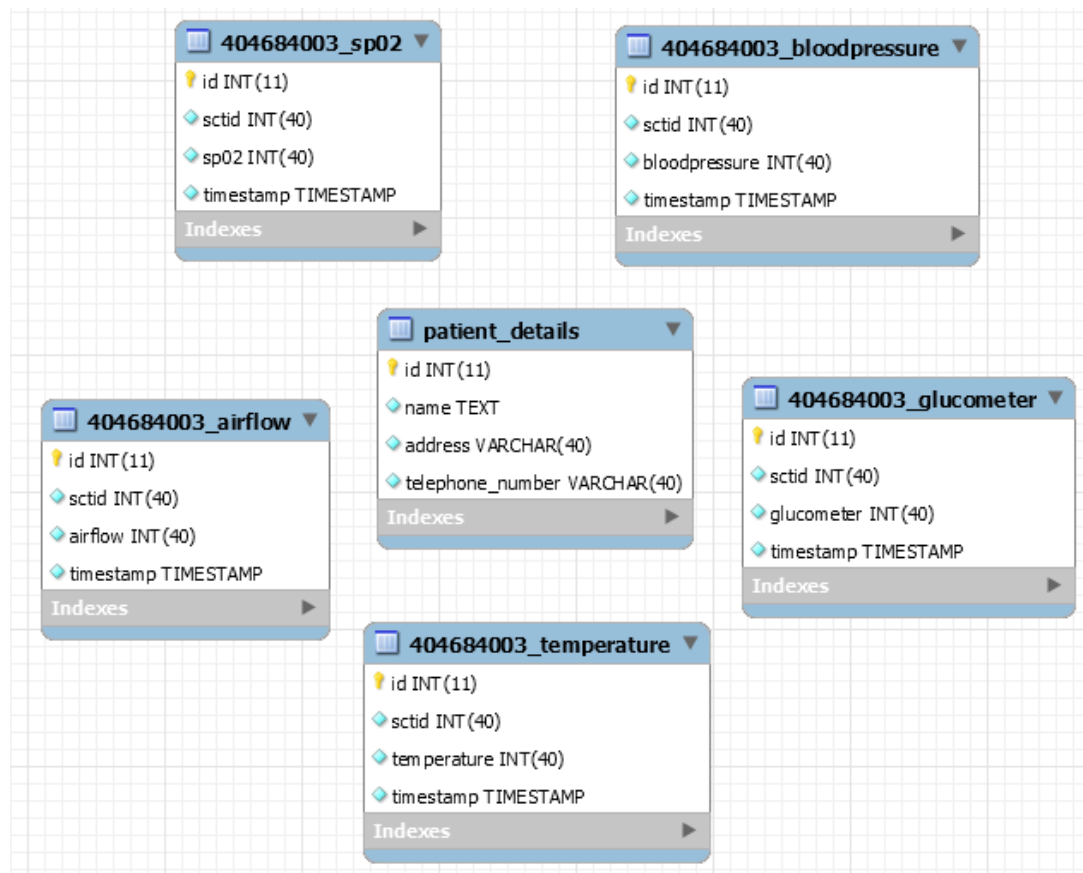 404684003_sp02
id INT(11)
sctid INT(40)
sp02 INT(40)
timestamp TIMESTAMP
Indexes
404684003_bloodpressure
id INT(11)
sctid INT(40)
bloodpressure INT(40)
timestamp TIMESTAMP
Indexes
patient_details
id INT(11)
name TEXT
address VARCHAR(40)
telephone_number VARCHAR(40)
Indexes
404684003_airflow
id INT(11)
sctid INT(40)
airflow INT(40)
timestamp TIMESTAMP
Indexes
404684003_glucometer
id INT(11)
sctid INT(40)
glucometer INT(40)
timestamp TIMESTAMP
Indexes
404684003_temperature
id INT(11)
sctid INT(40)
temperature INT(40)
timestamp TIMESTAMP
Indexes